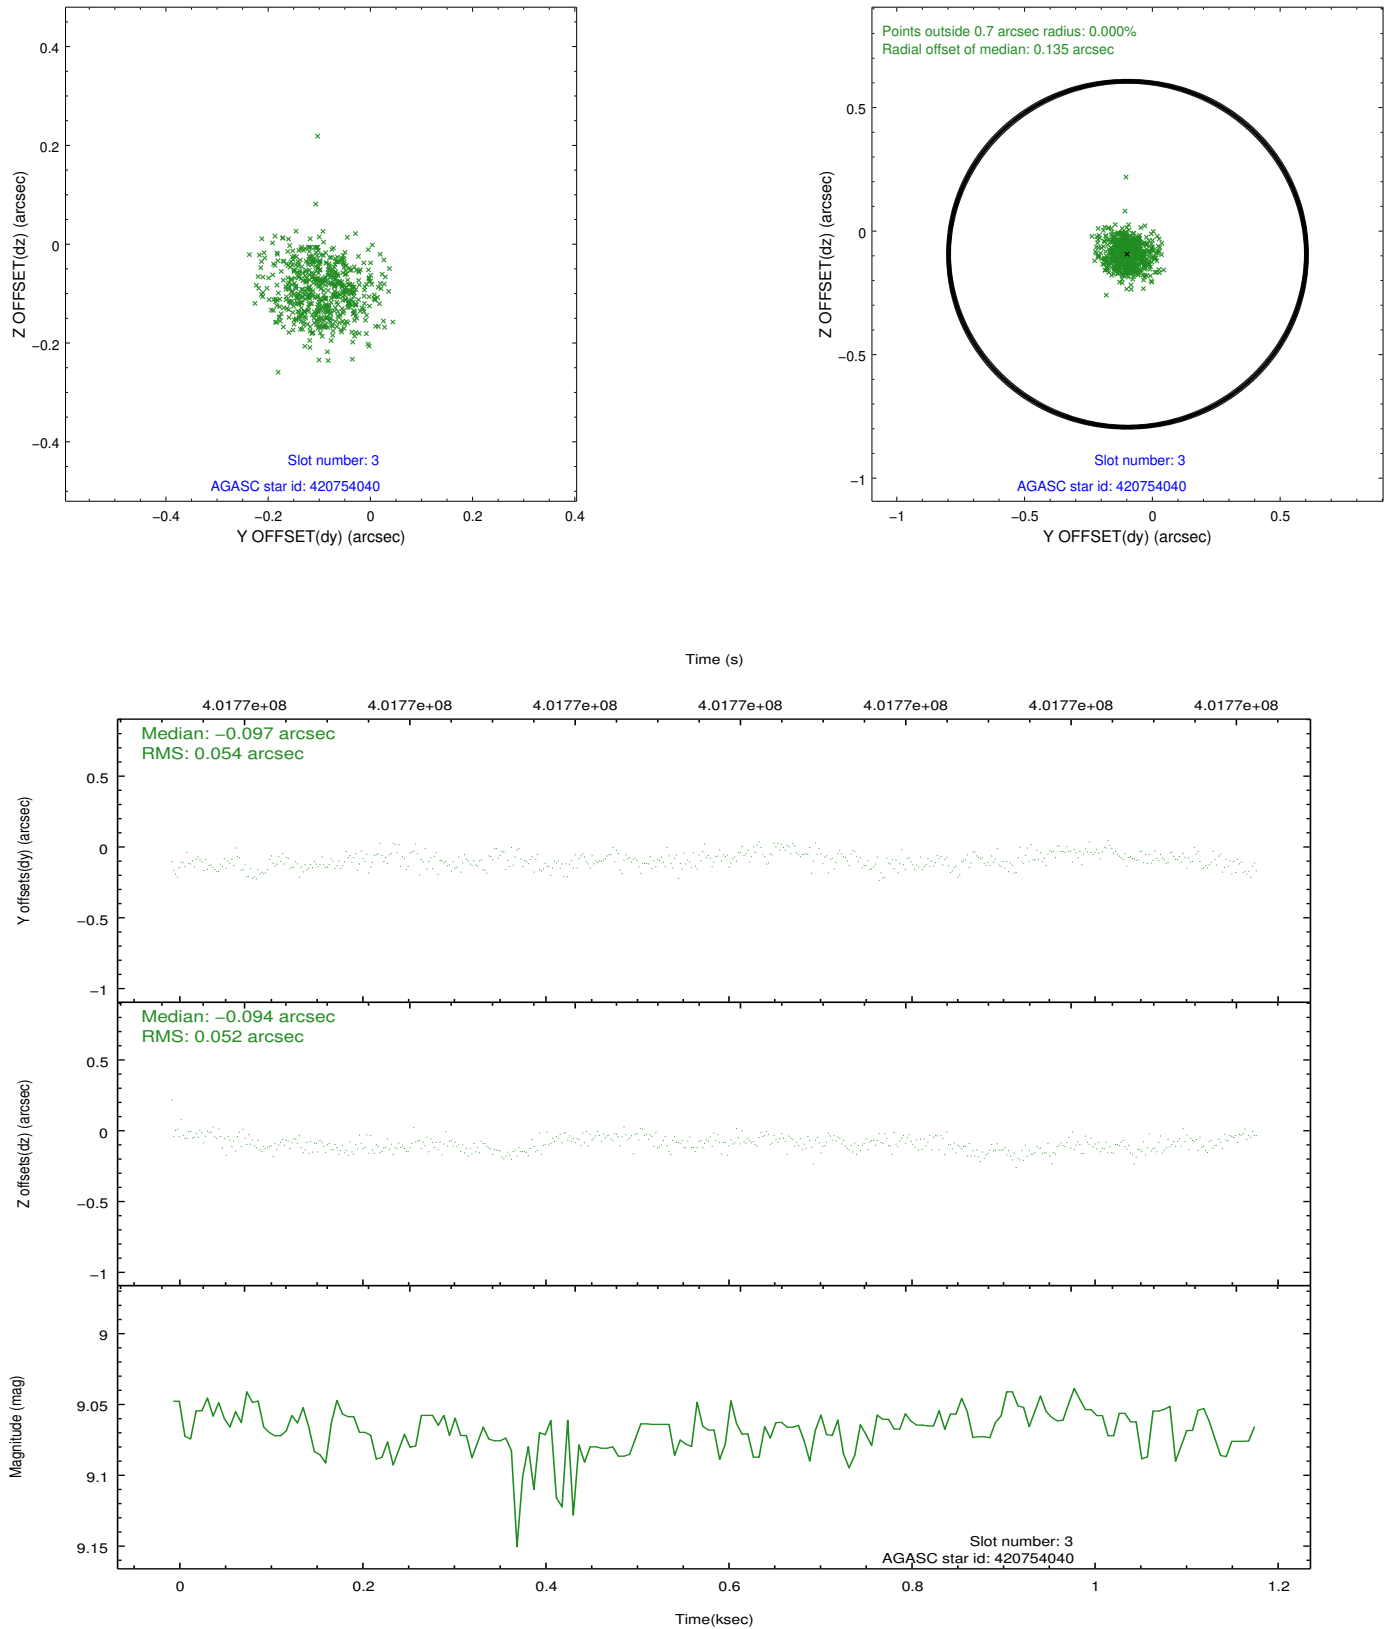 0.4
0.2
0
−0.2
−0.4
Z OFFSET(dz) (arcsec)
Slot number: 3
AGASC star id: 420754040
−0.4 −0.2 0 0.2 0.4
Y OFFSET(dy) (arcsec)
Points outside 0.7 arcsec radius: 0.000%
Radial offset of median: 0.135 arcsec
0.5
0
−0.5
−1
Z OFFSET(dz) (arcsec)
Slot number: 3
AGASC star id: 420754040
−1 −0.5 0 0.5
Y OFFSET(dy) (arcsec)
Time (s)
4.0177e+08 4.0177e+08 4.0177e+08 4.0177e+08 4.0177e+08 4.0177e+08 4.0177e+08
Median: −0.097 arcsec
RMS: 0.054 arcsec
0.5
0
−0.5
−1
Y offsets(dy) (arcsec)
Median: −0.094 arcsec
RMS: 0.052 arcsec
0.5
0
−0.5
−1
Z offsets(dz) (arcsec)
9
9.05
9.1
9.15
Magnitude (mag)
Slot number: 3
AGASC star id: 420754040
0 0.2 0.4 0.6 0.8 1 1.2
Time(ksec)